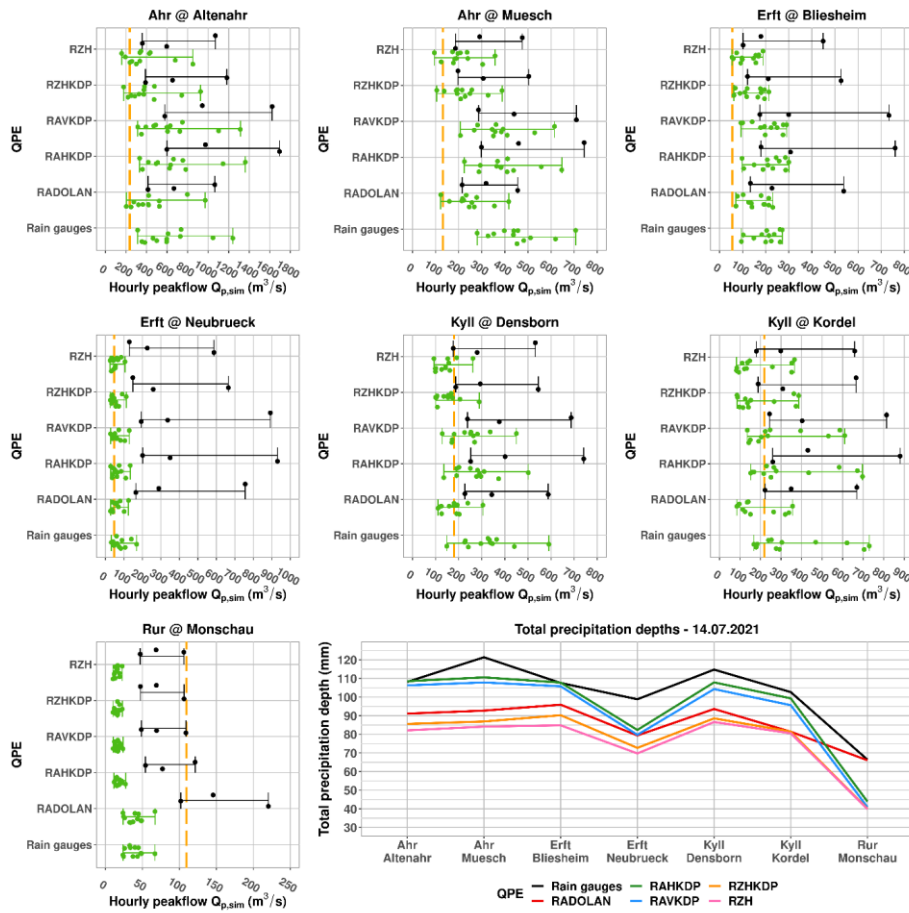 Ahr @ Altenahr
QPE
RZH
RZHKDP
RAVKDP
RAHKDP
RADOLAN
Rain gauges
0 200 400 600 800 1000 1200 1400 1600 1800
Hourly peakflow Qp,sim (m³/s)
Ahr @ Muesch
QPE
RZH
RZHKDP
RAVKDP
RAHKDP
RADOLAN
Rain gauges
0 100 200 300 400 500 600 700 800
Hourly peakflow Qp,sim (m³/s)
Erft @ Bliesheim
QPE
RZH
RZHKDP
RAVKDP
RAHKDP
RADOLAN
Rain gauges
0 100 200 300 400 500 600 700 800
Hourly peakflow Qp,sim (m³/s)
Erft @ Neubrueck
QPE
RZH
RZHKDP
RAVKDP
RAHKDP
RADOLAN
Rain gauges
0 100 200 300 400 500 600 700 800 900 1000
Hourly peakflow Qp,sim (m³/s)
Kyll @ Densborn
QPE
RZH
RZHKDP
RAVKDP
RAHKDP
RADOLAN
Rain gauges
0 100 200 300 400 500 600 700 800
Hourly peakflow Qp,sim (m³/s)
Kyll @ Kordel
QPE
RZH
RZHKDP
RAVKDP
RAHKDP
RADOLAN
Rain gauges
0 100 200 300 400 500 600 700 800 900
Hourly peakflow Qp,sim (m³/s)
Rur @ Monschau
QPE
RZH
RZHKDP
RAVKDP
RAHKDP
RADOLAN
Rain gauges
0 50 100 150 200 250
Hourly peakflow Qp,sim (m³/s)
Total precipitation depths - 14.07.2021
Total precipitation depth (mm)
120
110
100
90
80
70
60
50
40
30
Ahr Ahr Erft Erft Kyll Kyll Rur
Altenahr Muesch Bliesheim Neubrueck Densborn Kordel Monschau
QPE
Rain gauges RAHKDP RZHKDP
RADOLAN RAVKDP RZH